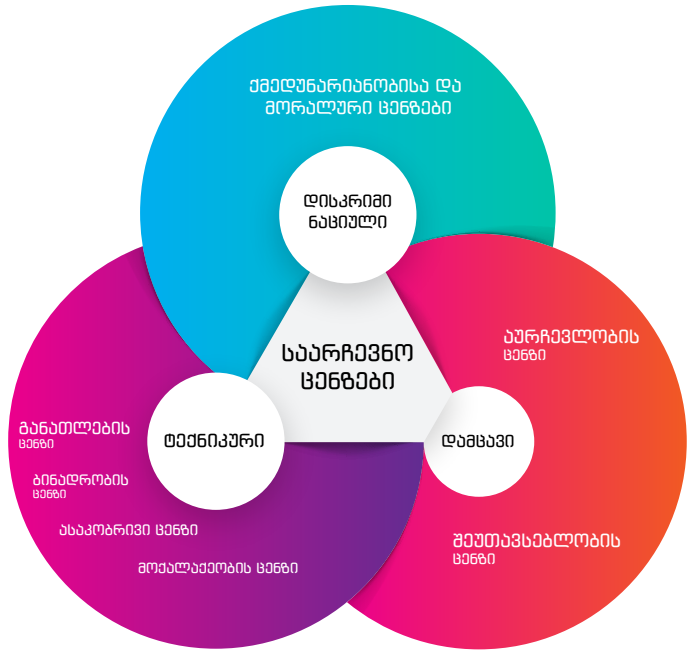 ქმედუნარიანობისა და
მორალური ცენზები
დისკრიმი
ნაციული
საარჩევნო
ცენზები
აურჩევლობის
ცენზი
განათლების
ცენზი
ტექნიკური
დამცავი
ბინადრობის
ცენზი
ასაკობრივი ცენზი
მოქალაქეობის ცენზი
შეუთავსებლობის
ცენზი